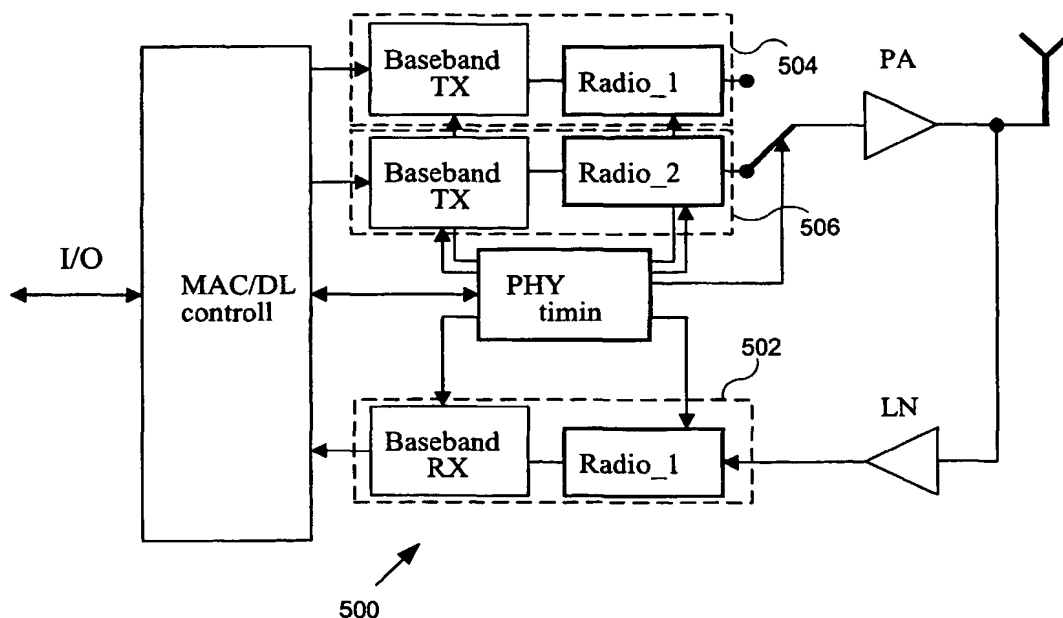 Baseband
TX
Radio_1
504
PA
Baseband
TX
Radio_2
506
I/O
MAC/DL
controll
PHY
timin
502
Baseband
RX
Radio_1
LN
500